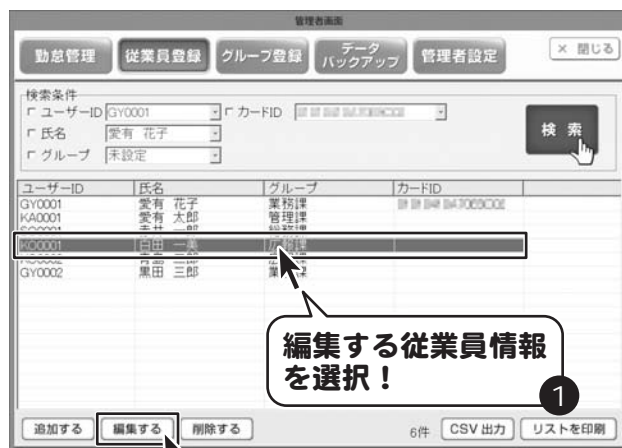 管理者画面
勤怠管理 従業員登録 グループ登録 データ バックアップ 管理者設定 × 閉じる
検索条件
ユーザーID GY0001 カードID
氏名 愛有 花子
グループ 未設定
検索
ユーザーID 氏名 グループ カードID
GY0001 愛有 花子 業務課
KA0001 愛有 太郎 管理課
KO0001 白田 一美 広務課
GY0002 黒田 三郎
編集する従業員情報
を選択!
1
追加する 編集する 削除する 6件 CSV出力 リストを印刷